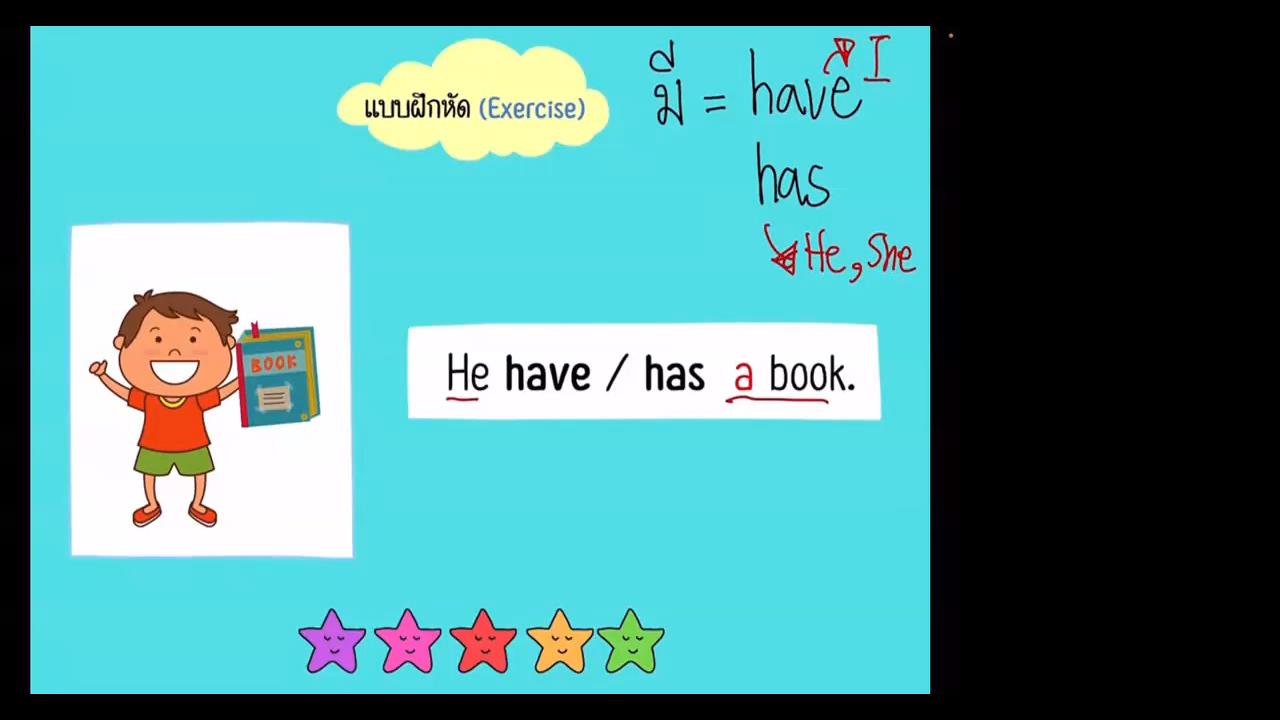 แบบฝึกหัด (Exercise)
มี = have I
has
He, She
BOOK
He have / has a book.